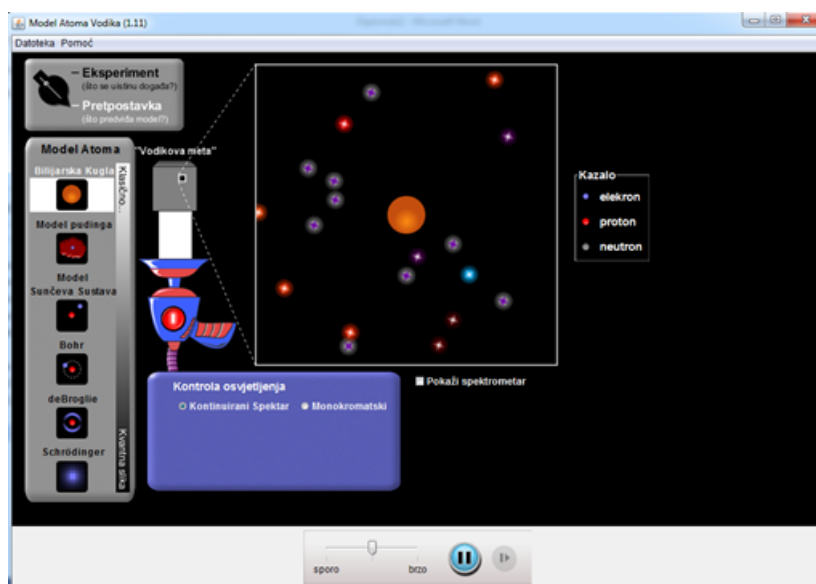 Model Atoma Vodika (1.11)
Datoteka Pomoć
Eksperiment
(što se uistinu događa?)
Pretpostavka
(što predviđa model?)
Model Atoma
"Vodikova meta"
Bilijarska Kugla
Klasično...
Model pudinga
Model
Sunčeva Sustava
Bohr
deBroglie
Schrödinger
Kvantna slika
Kazalo
elekron
proton
neutron
Pokaži spektrometar
Kontrola osvjetljenja
Kontinuirani Spektar
Monokromatski
sporo
brzo